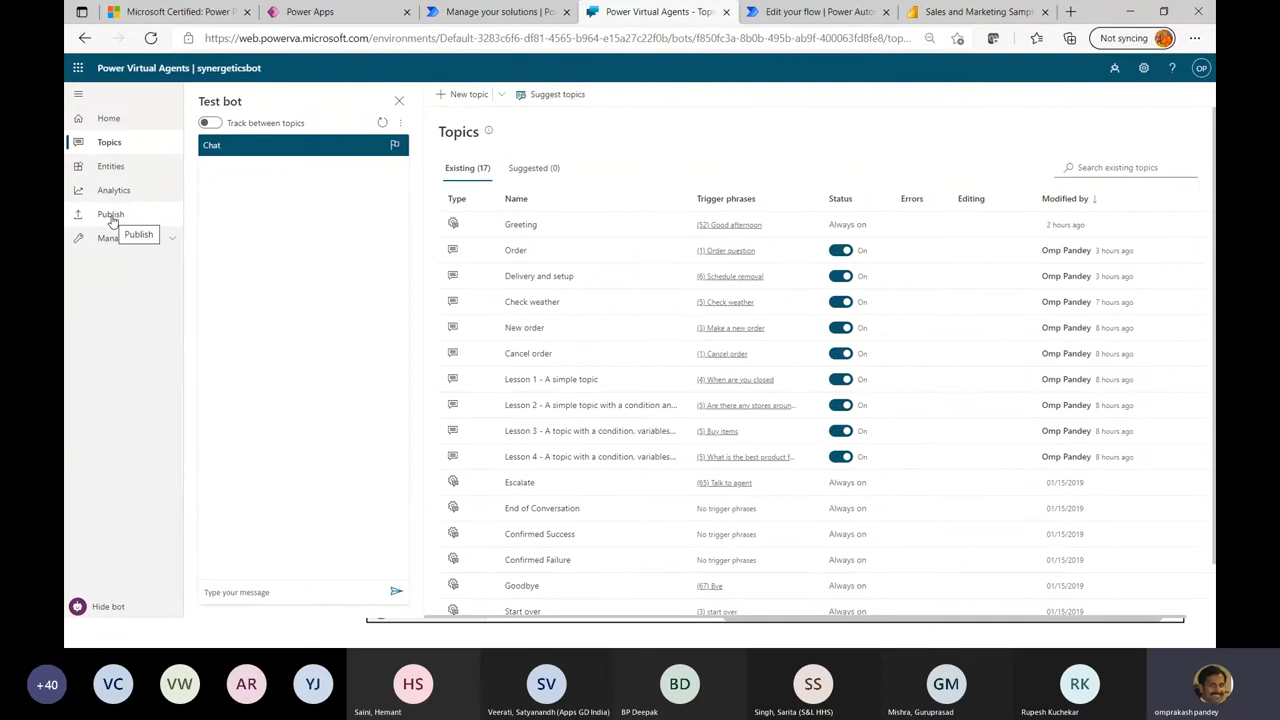 Microsoft Certified: Power P
Power Apps
Manage your solutions | P
Power Virtual Agents - Topi
Edit your flow | Power Auto
Sales and Marketing Samp
https://web.powerva.microsoft.com/environments/Default-3283c6f6-df81-4565-b964-e15a27c22f0b/bots/f850fc3a-8b0b-495b-ab9f-400063fd8fe8/top...
Not syncing
Power Virtual Agents | synergeticsbot
OP
Home
Topics
Entities
Analytics
Publish
Mana
Publish
Hide bot
Test bot
Track between topics
Chat
Type your message
New topic
Suggest topics
Topics
Existing (17)
Suggested (0)
Search existing topics
Type Name Trigger phrases Status Errors Editing Modified by
Greeting (52) Good afternoon Always on 2 hours ago
Order (1) Order question On Omp Pandey 3 hours ago
Delivery and setup (6) Schedule removal On Omp Pandey 3 hours ago
Check weather (5) Check weather On Omp Pandey 7 hours ago
New order (3) Make a new order On Omp Pandey 8 hours ago
Cancel order (1) Cancel order On Omp Pandey 8 hours ago
Lesson 1 - A simple topic (4) When are you closed On Omp Pandey 8 hours ago
Lesson 2 - A simple topic with a condition an... (5) Are there any stores aroun... On Omp Pandey 8 hours ago
Lesson 3 - A topic with a condition, variables... (5) Buy items On Omp Pandey 8 hours ago
Lesson 4 - A topic with a condition, variables... (5) What is the best product f... On Omp Pandey 8 hours ago
Escalate (65) Talk to agent Always on 01/15/2019
End of Conversation No trigger phrases Always on 01/15/2019
Confirmed Success No trigger phrases Always on 01/15/2019
Confirmed Failure No trigger phrases Always on 01/15/2019
Goodbye (67) Bye Always on 01/15/2019
Start over (3) start over Always on 01/15/2019
+40 VC VW AR YJ HS SV BD SS GM RK
Saini, Hemant
Veerati, Satyanandh (Apps GD India)
BP Deepak
Singh, Sarita (S&L HHS)
Mishra, Guruprasad
Rupesh Kuchekar
omprakash pandey